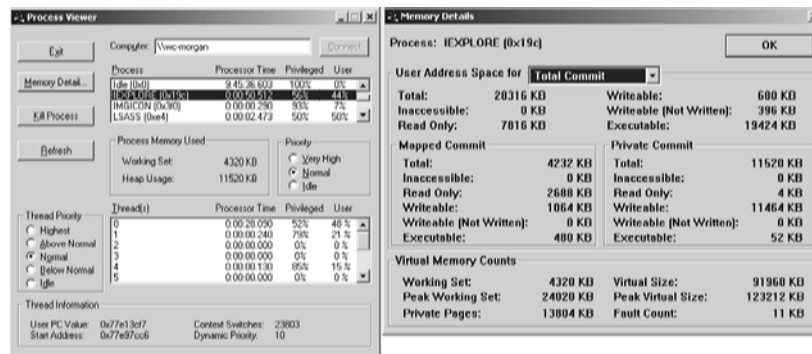 Process Viewer
Exit
Computer: \\wc-morgan
Connect
Memory Detail...
Process Processor Time Privileged User
Idle (0x0) 9:45:36.603 100% 0%
IEXPLORE (0x19c) 0:00:50.512 56% 44%
IMGICON (0x3f0) 0:00:00.290 93% 7%
LSASS (0xe4) 0:00:02.473 50% 50%
Kill Process
Refresh
Process Memory Used
Working Set: 4320 KB
Heap Usage: 11520 KB
Priority
Very High
Normal
Idle
Thread Priority
Highest
Above Normal
Normal
Below Normal
Idle
Thread(s) Processor Time Privileged User
0 0:00:28.090 52% 48 %
1 0:00:00.240 79% 21 %
2 0:00:00.000 0% 0 %
3 0:00:00.000 0% 0 %
4 0:00:00.130 85% 15 %
5 0:00:00.000 0% 0 %
Thread Information
User PC Value: 0x77e13cf7 Context Switches: 23803
Start Address: 0x77e97cc6 Dynamic Priority: 10
Memory Details
Process: IEXPLORE (0x19c)
OK
User Address Space for Total Commit
Total: 20316 KB Writeable: 680 KB
Inaccessible: 0 KB Writeable (Not Written): 396 KB
Read Only: 7816 KB Executable: 19424 KB
Mapped Commit
Total: 4232 KB
Inaccessible: 0 KB
Read Only: 2688 KB
Writeable: 1064 KB
Writeable (Not Written): 0 KB
Executable: 480 KB
Private Commit
Total: 11520 KB
Inaccessible: 0 KB
Read Only: 4 KB
Writeable: 11464 KB
Writeable (Not Written): 0 KB
Executable: 52 KB
Virtual Memory Counts
Working Set: 4320 KB Virtual Size: 91960 KB
Peak Working Set: 24020 KB Peak Virtual Size: 123212 KB
Private Pages: 13804 KB Fault Count: 11 KB